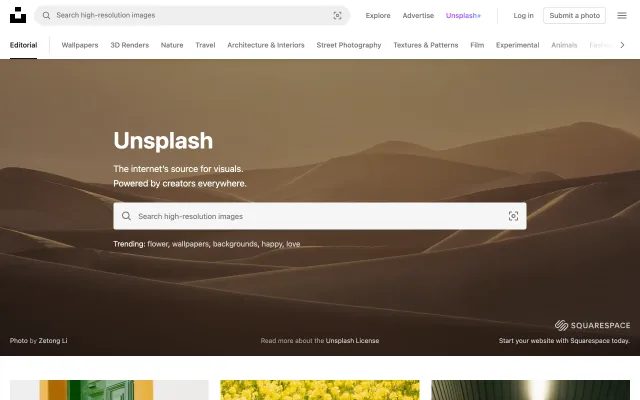 Search high-resolution images
Explore
Advertise
Unsplash+
Log in
Submit a photo
Editorial
Wallpapers
3D Renders
Nature
Travel
Architecture & Interiors
Street Photography
Textures & Patterns
Film
Experimental
Animals
Unsplash
The internet's source for visuals.
Powered by creators everywhere.
Search high-resolution images
Trending: flower, wallpapers, backgrounds, happy, love
SQUARESPACE
Photo by Zetong Li
Read more about the Unsplash License
Start your website with Squarespace today.